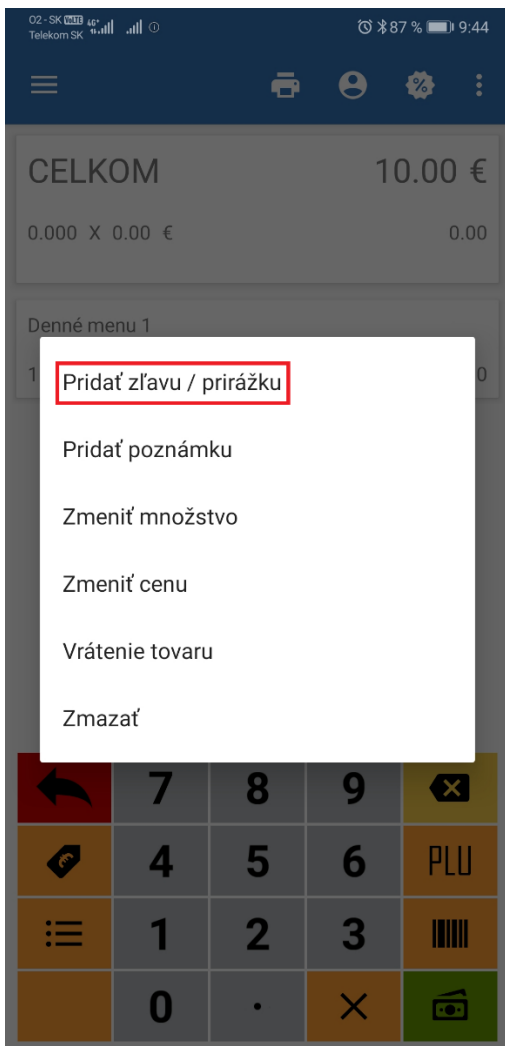 O2 - SK VoLTE 4G+
Telekom SK
87 % 9:44
CELKOM 10.00 €
0.000 X 0.00 € 0.00
Denné menu 1
1 0
Pridať zľavu / prirážku
Pridať poznámku
Zmeniť množstvo
Zmeniť cenu
Vrátenie tovaru
Zmazať
7 8 9
4 5 6 PLU
1 2 3
0 .